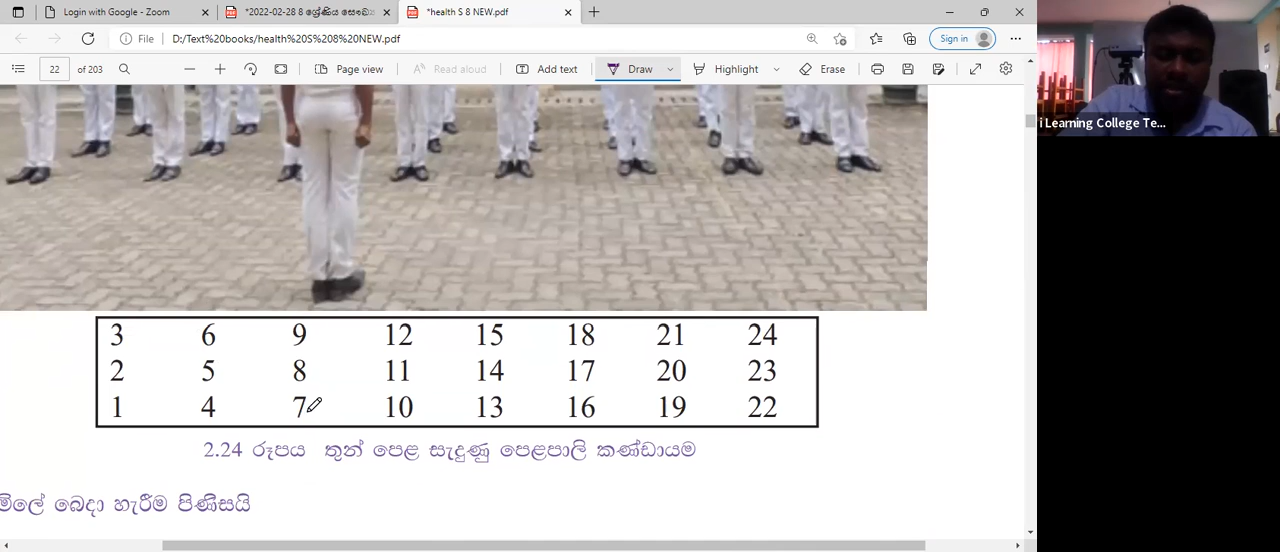 Login with Google - Zoom
*2022-02-28 8 ශ්‍රේණිය සෞඛ්‍ය
*health S 8 NEW.pdf
File
D:/Text%20books/health%20S%208%20NEW.pdf
Sign in
22 of 203
Page view
Read aloud
Add text
Draw
Highlight
Erase
i Learning College Te...
3 6 9 12 15 18 21 24
2 5 8 11 14 17 20 23
1 4 7 10 13 16 19 22
2.24 රූපය තුන් පෙළ සැදුණු පෙළපාලි කණ්ඩායම
මිලේ බෙදා හැරීම පිණිසයි